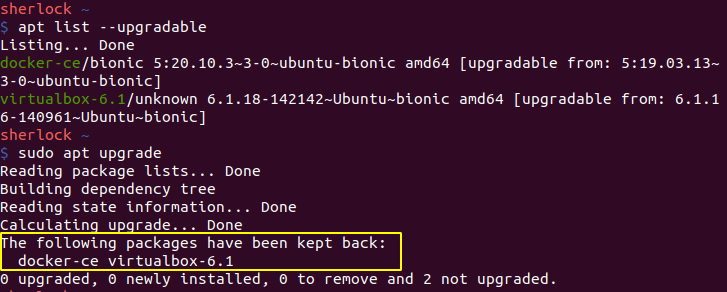 sherlock ~
$ apt list --upgradable
Listing... Done
docker-ce/bionic 5:20.10.3~3-0~ubuntu-bionic amd64 [upgradable from: 5:19.03.13~
3-0~ubuntu-bionic]
virtualbox-6.1/unknown 6.1.18-142142~Ubuntu~bionic amd64 [upgradable from: 6.1.1
6-140961~Ubuntu~bionic]
sherlock ~
$ sudo apt upgrade
Reading package lists... Done
Building dependency tree
Reading state information... Done
Calculating upgrade... Done
The following packages have been kept back:
  docker-ce virtualbox-6.1
0 upgraded, 0 newly installed, 0 to remove and 2 not upgraded.